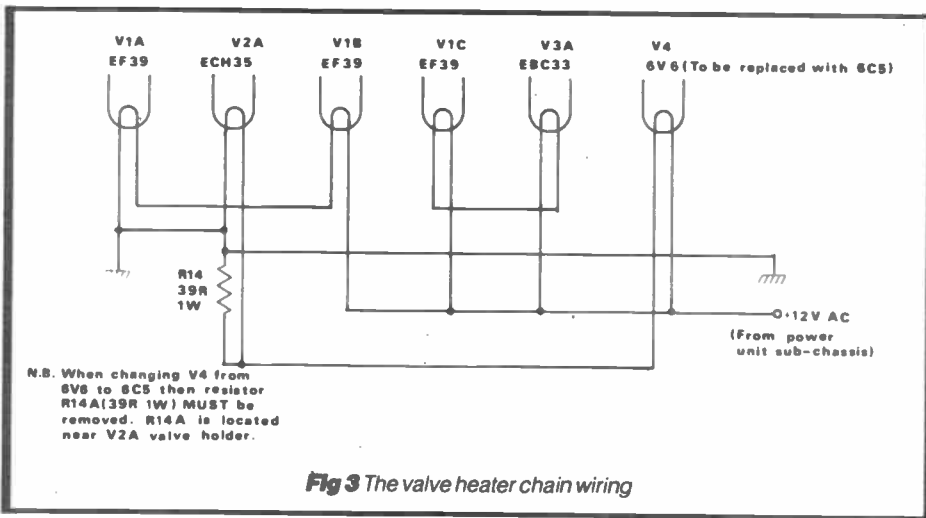 V1A V2A V1B V1C V3A V4
EF39 ECH35 EF39 EF39 EBC33 6V6 (To be replaced with 6C5)
R14
39R
1W
+12V AC
(From power
unit sub-chassis)
N.B. When changing V4 from
6V6 to 6C5 then resistor
R14A(39R 1W) MUST be
removed. R14A is located
near V2A valve holder.
Fig 3 The valve heater chain wiring